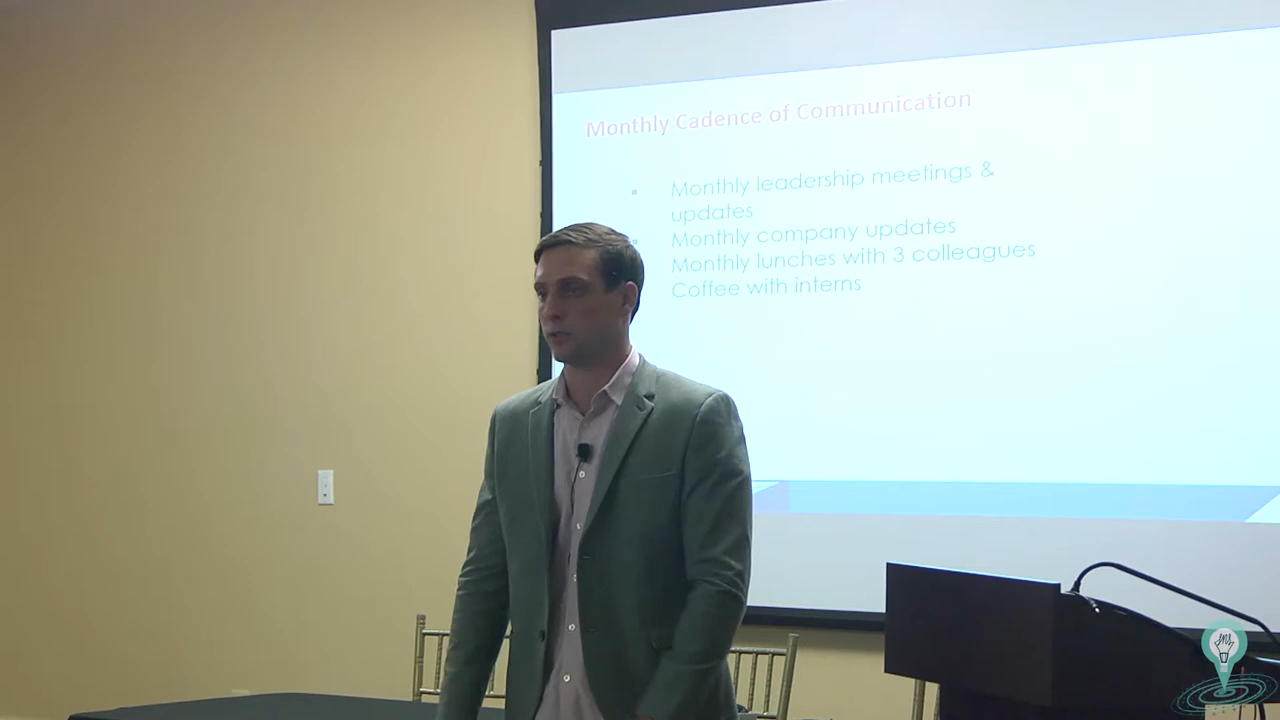 Monthly Cadence of Communication
▪ Monthly leadership meetings &
updates
▪ Monthly company updates
Monthly lunches with 3 colleagues
Coffee with interns